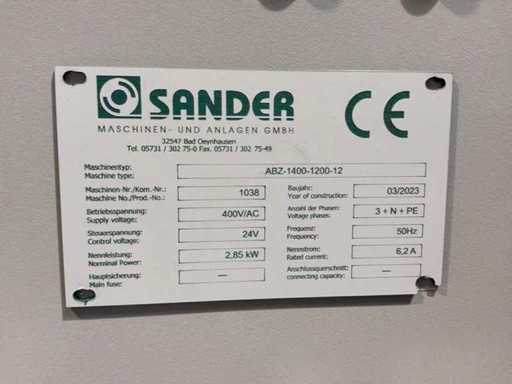 SANDER
MASCHINEN- UND ANLAGEN GMBH
32547 Bad Oeynhausen
Tel. 05731 / 302 75-0 Fax. 05731 / 302 75-49
CE
Maschinentyp:
Machine type:
ABZ-1400-1200-12
Maschinen-Nr./Kom.-Nr.:
Machine No./Prod.-No.:
1038
Baujahr:
Year of construction:
03/2023
Betriebsspannung:
Supply voltage:
400V/AC
Anzahl der Phasen:
Voltage phases:
3 + N + PE
Steuerspannung:
Control voltage:
24V
Frequenz:
Frequency:
50Hz
Nennleistung:
Norminal Power:
2,85 kW
Nennstrom:
Rated current:
6,2 A
Hauptsicherung:
Main fuse:
—
Anschlussquerschnitt:
connecting capacity:
—